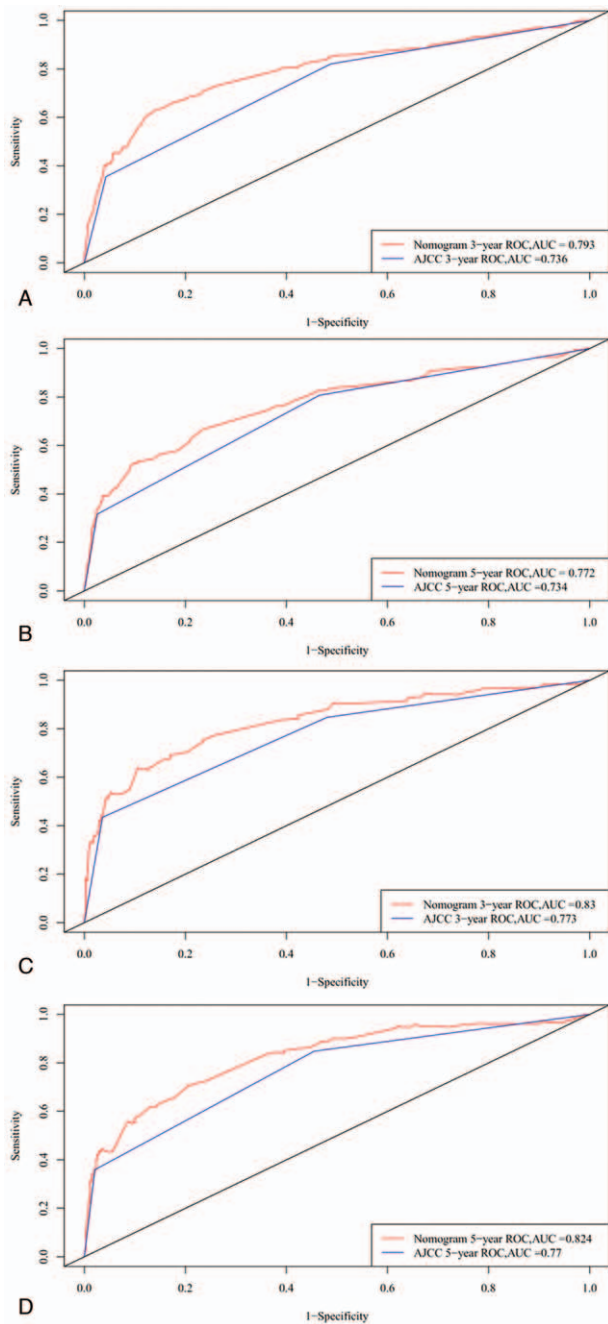 Sensitivity
1.0
0.8
0.6
0.4
0.2
0.0
Nomogram 3-year ROC,AUC = 0.793
AJCC 3-year ROC,AUC =0.736
0.0 0.2 0.4 0.6 0.8 1.0
A
1-Specificity
Sensitivity
1.0
0.8
0.6
0.4
0.2
0.0
Nomogram 5-year ROC,AUC = 0.772
AJCC 5-year ROC,AUC =0.734
0.0 0.2 0.4 0.6 0.8 1.0
B
1-Specificity
Sensitivity
1.0
0.8
0.6
0.4
0.2
0.0
Nomogram 3-year ROC,AUC =0.83
AJCC 3-year ROC,AUC =0.773
0.0 0.2 0.4 0.6 0.8 1.0
C
1-Specificity
Sensitivity
1.0
0.8
0.6
0.4
0.2
0.0
Nomogram 5-year ROC,AUC =0.824
AJCC 5-year ROC,AUC =0.77
0.0 0.2 0.4 0.6 0.8 1.0
D
1-Specificity